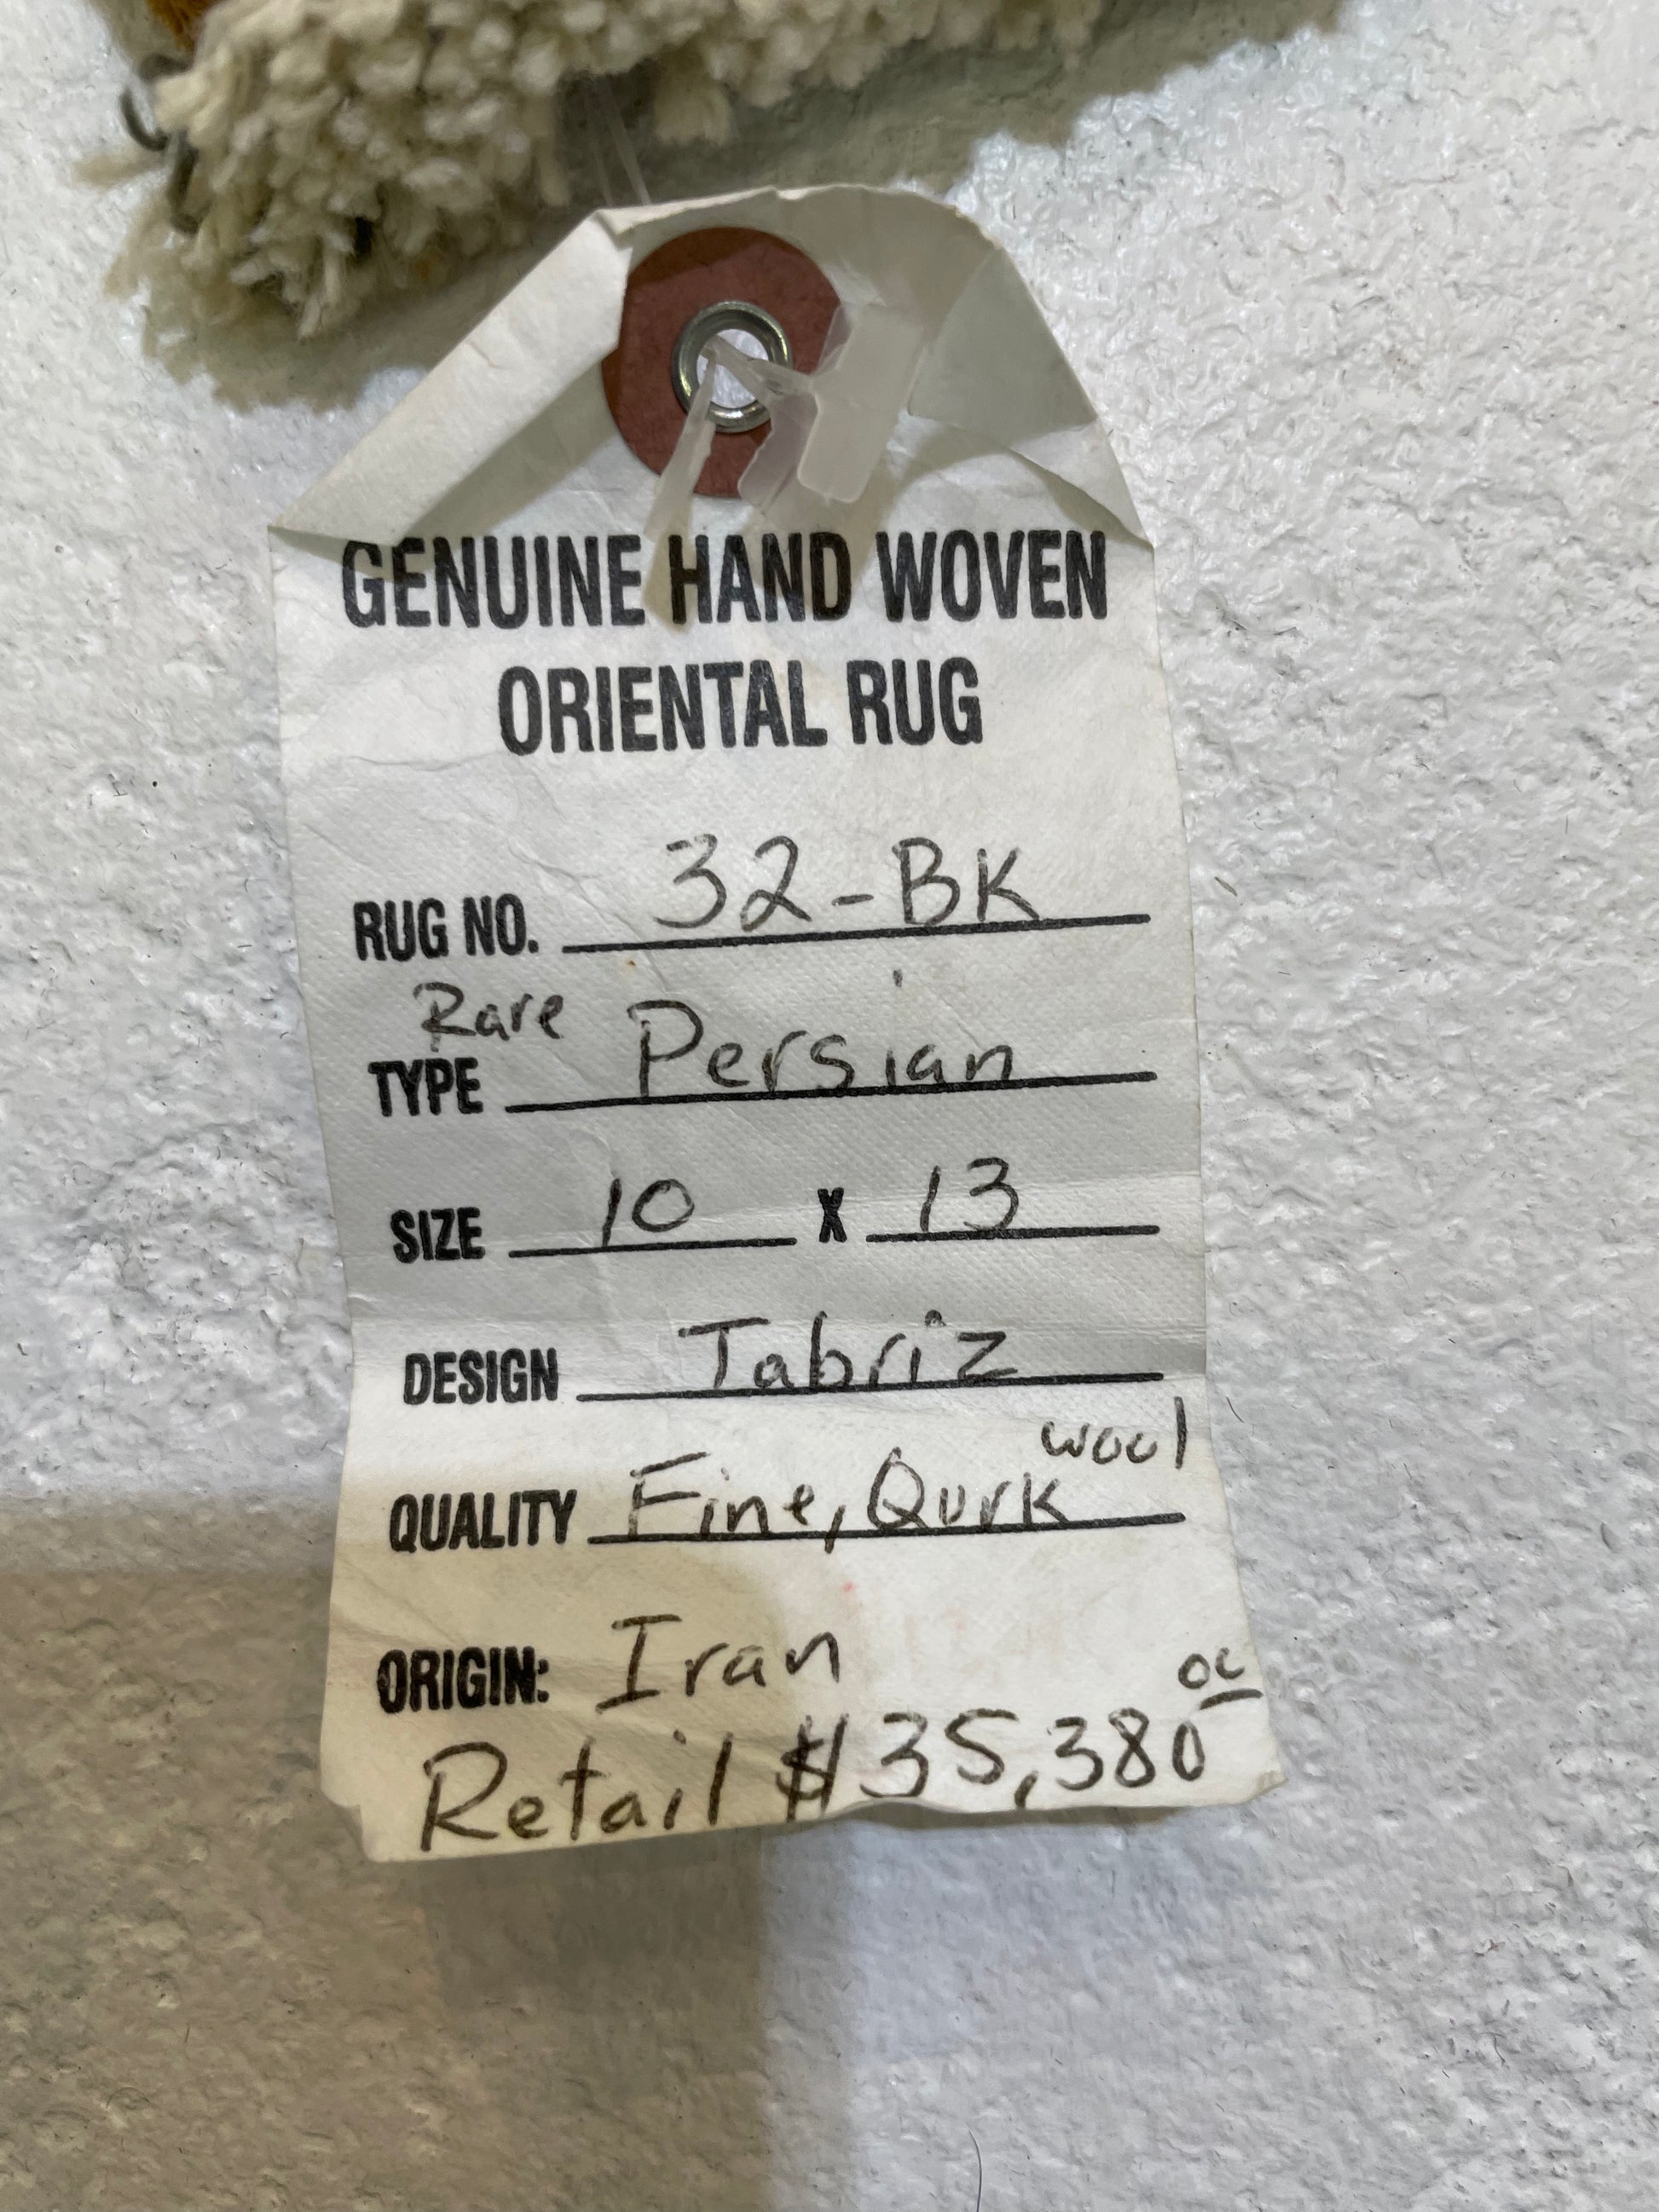 GENUINE HAND WOVEN
ORIENTAL RUG
RUG NO. 32-BK
Rare
TYPE Persian
SIZE 10 X 13
DESIGN Tabriz
wool
QUALITY Fine, Qurk
ORIGIN: Iran
Retail $35,380 00